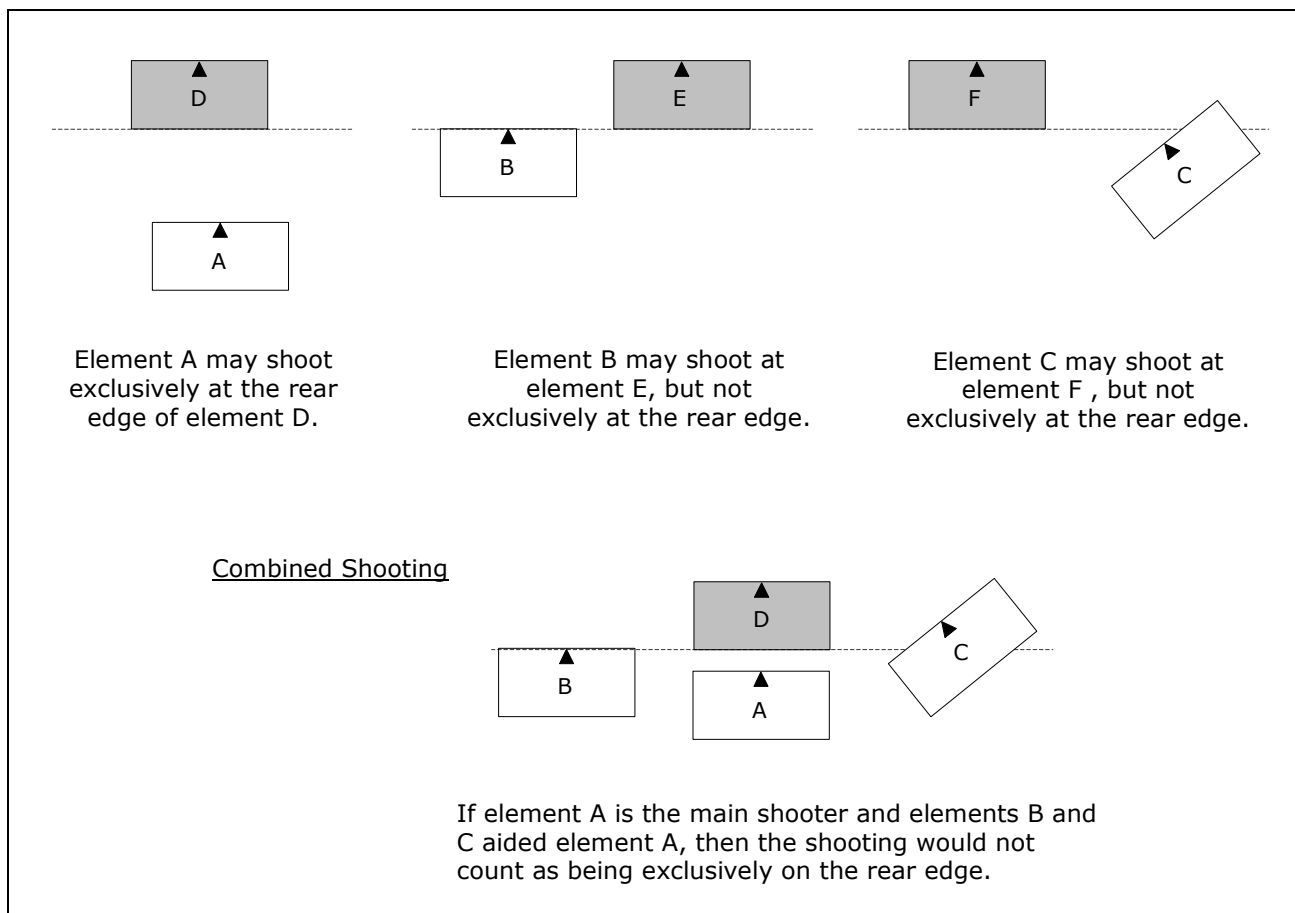 D
E
F
B
C
A
Element A may shoot
exclusively at the rear
edge of element D.
Element B may shoot at
element E, but not
exclusively at the rear edge.
Element C may shoot at
element F , but not
exclusively at the rear edge.
Combined Shooting
D
C
B
A
If element A is the main shooter and elements B and
C aided element A, then the shooting would not
count as being exclusively on the rear edge.